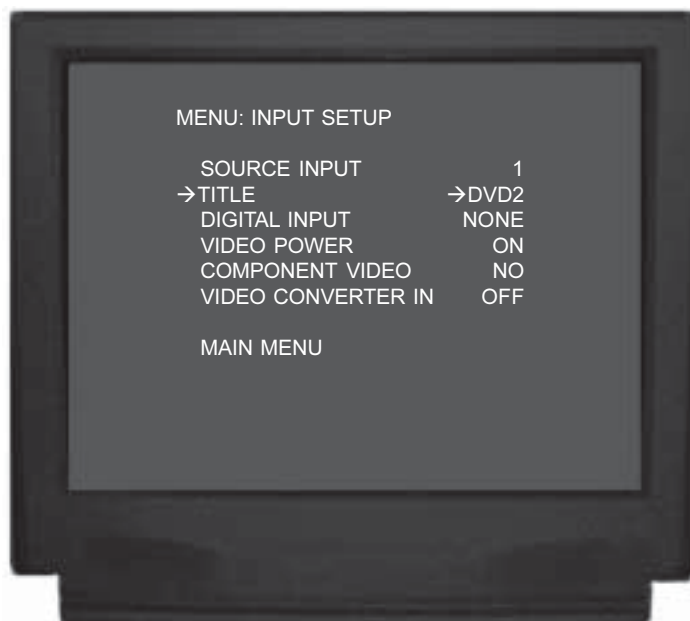 MENU: INPUT SETUP
SOURCE INPUT 1
→TITLE →DVD2
DIGITAL INPUT NONE
VIDEO POWER ON
COMPONENT VIDEO NO
VIDEO CONVERTER IN OFF
MAIN MENU